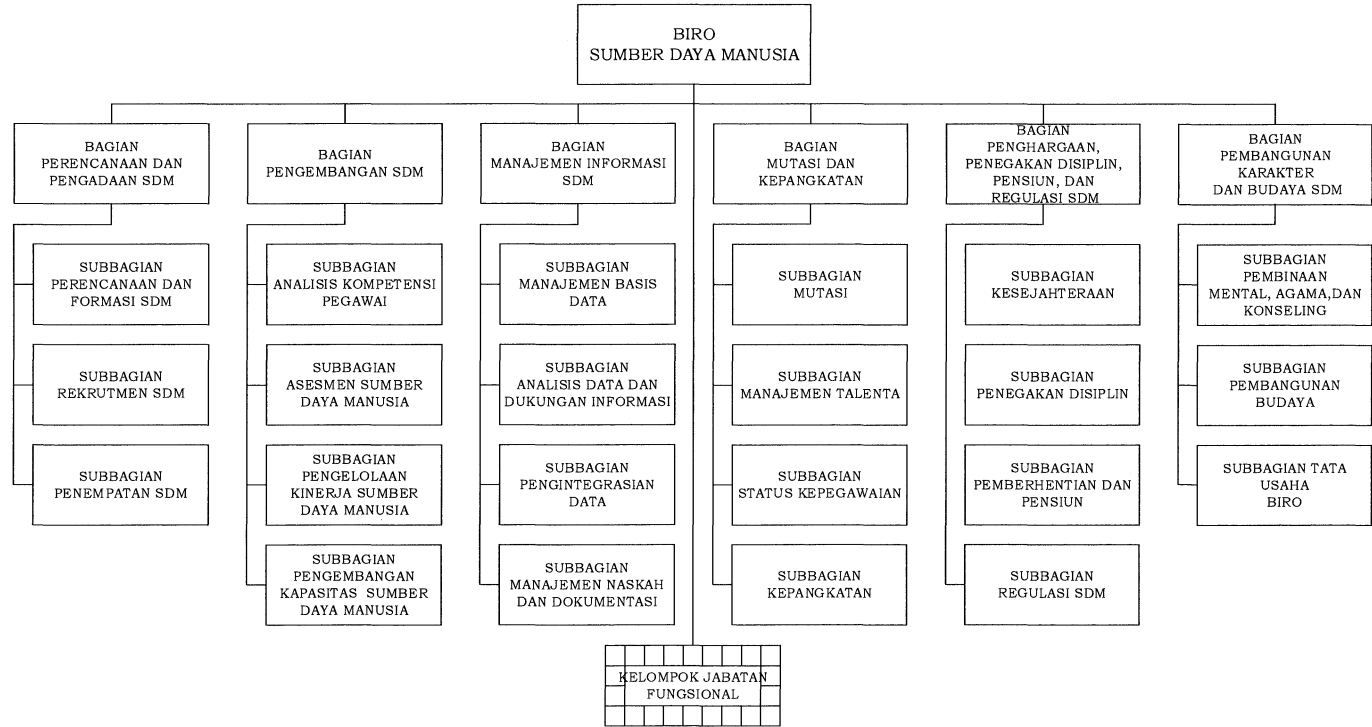 BIRO
SUMBER DAYA MANUSIA
BAGIAN
PERENCANAAN DAN
PENGADAAN SDM
BAGIAN
PENGEMBANGAN SDM
BAGIAN
MANAJEMEN INFORMASI
SDM
BAGIAN
MUTASI DAN
KEPANGKATAN
BAGIAN
PENGHARGAAN,
PENEGAKAN DISIPLIN,
PENSIUN, DAN
REGULASI SDM
BAGIAN
PEMBANGUNAN
KARAKTER
DAN BUDAYA SDM
SUBBAGIAN
PERENCANAAN DAN
FORMASI SDM
SUBBAGIAN
ANALISIS KOMPETENSI
PEGAWAI
SUBBAGIAN
MANAJEMEN BASIS
DATA
SUBBAGIAN
MUTASI
SUBBAGIAN
KESEJAHTERAAN
SUBBAGIAN
PEMBINAAN
MENTAL, AGAMA,DAN
KONSELING
SUBBAGIAN
REKRUTMEN SDM
SUBBAGIAN
ASESMEN SUMBER
DAYA MANUSIA
SUBBAGIAN
ANALISIS DATA DAN
DUKUNGAN INFORMASI
SUBBAGIAN
MANAJEMEN TALENTA
SUBBAGIAN
PENEGAKAN DISIPLIN
SUBBAGIAN
PEMBANGUNAN
BUDAYA
SUBBAGIAN
PENEMPATAN SDM
SUBBAGIAN
PENGELOLAAN
KINERJA SUMBER
DAYA MANUSIA
SUBBAGIAN
PENGINTEGRASIAN
DATA
SUBBAGIAN
STATUS KEPEGAWAIAN
SUBBAGIAN
PEMBERHENTIAN DAN
PENSIUN
SUBBAGIAN TATA
USAHA
BIRO
SUBBAGIAN
PENGEMBANGAN
KAPASITAS SUMBER
DAYA MANUSIA
SUBBAGIAN
MANAJEMEN NASKAH
DAN DOKUMENTASI
SUBBAGIAN
KEPANGKATAN
SUBBAGIAN
REGULASI SDM
KELOMPOK JABATAN
FUNGSIONAL